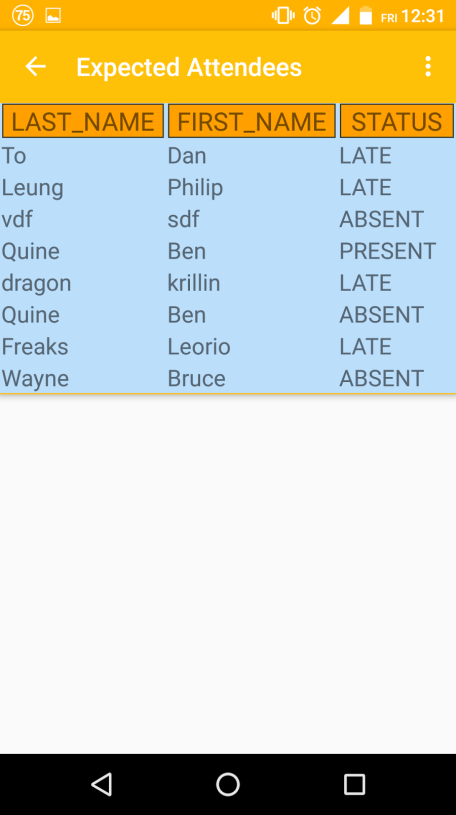 75 FRI 12:31
Expected Attendees
LAST_NAME FIRST_NAME STATUS
To Dan LATE
Leung Philip LATE
vdf sdf ABSENT
Quine Ben PRESENT
dragon krillin LATE
Quine Ben ABSENT
Freaks Leorio LATE
Wayne Bruce ABSENT